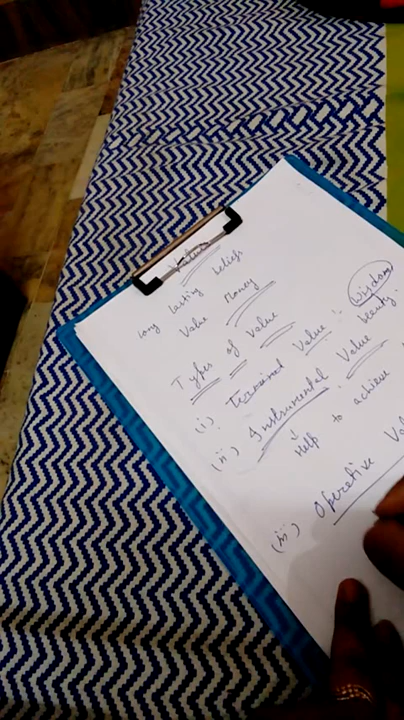 Values
long lasting beliefs
Value Money
Types of Value
(i) Terminal Value :- Wisdom
beauty.
(ii) Instrumental Value
Help to achieve
(iii) Operative Val